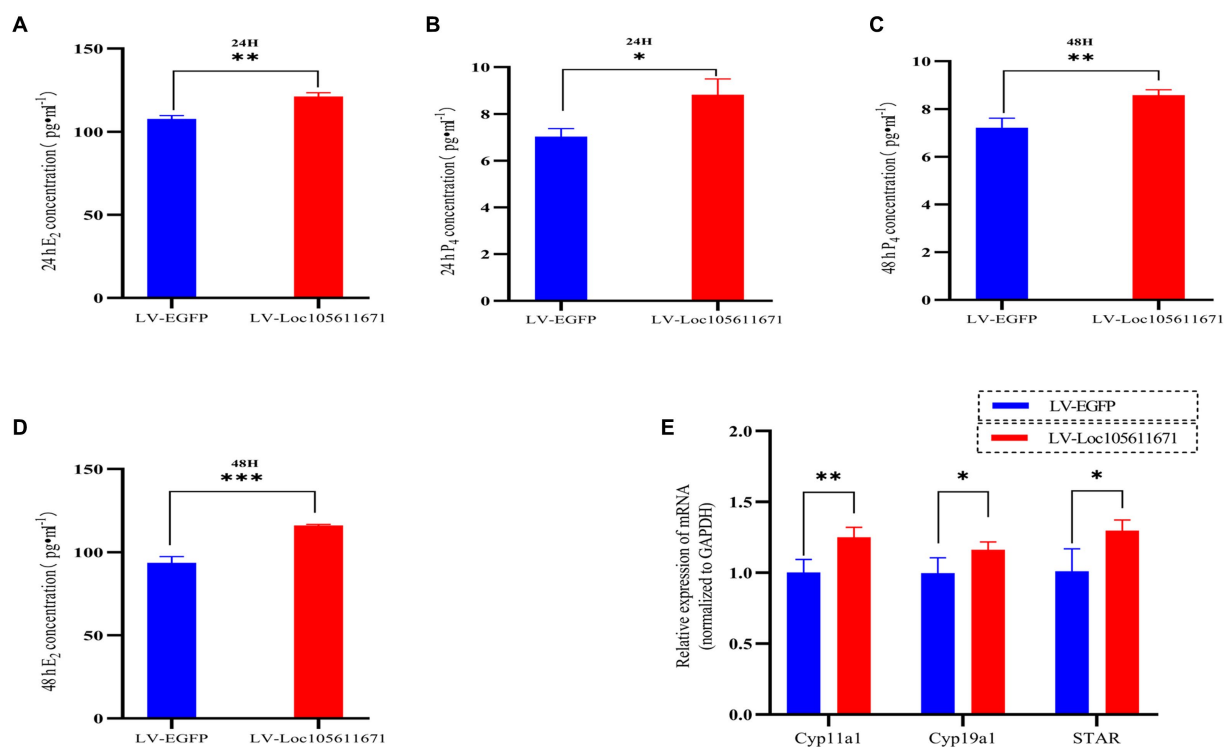 A
24H
**
150
100
50
0
24 h E₂ concentration ( pg•ml⁻¹)
LV-EGFP LV-Loc105611671
B
24H
*
10
8
6
4
2
0
24h P₄ concentration ( pg•ml⁻¹)
LV-EGFP LV-Loc105611671
C
48H
**
10
8
6
4
2
0
48 h P₄ concentration ( pg•ml⁻¹)
LV-EGFP LV-Loc105611671
D
48H
***
150
100
50
0
48 h E₂ concentration ( pg•ml⁻¹)
LV-EGFP LV-Loc105611671
E
LV-EGFP
LV-Loc105611671
** * *
2.0
1.5
1.0
0.5
0.0
Relative expression of mRNA
(normalized to GAPDH)
Cyp11a1 Cyp19a1 STAR